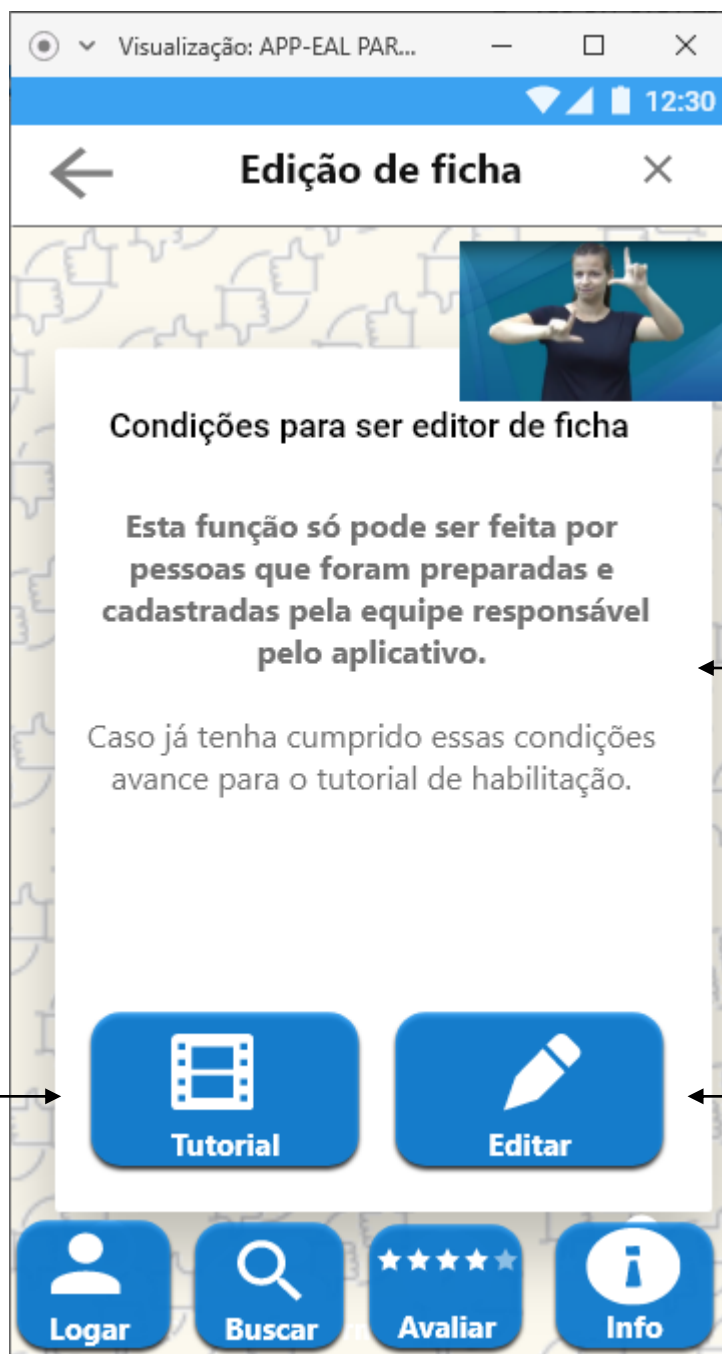 Visualização: APP-EAL PAR...
12:30
Edição de ficha
Condições para ser editor de ficha
Esta função só pode ser feita por
pessoas que foram preparadas e
cadastradas pela equipe responsável
pelo aplicativo.
Caso já tenha cumprido essas condições
avance para o tutorial de habilitação.
Tutorial
Editar
Logar
Buscar
Avaliar
Info